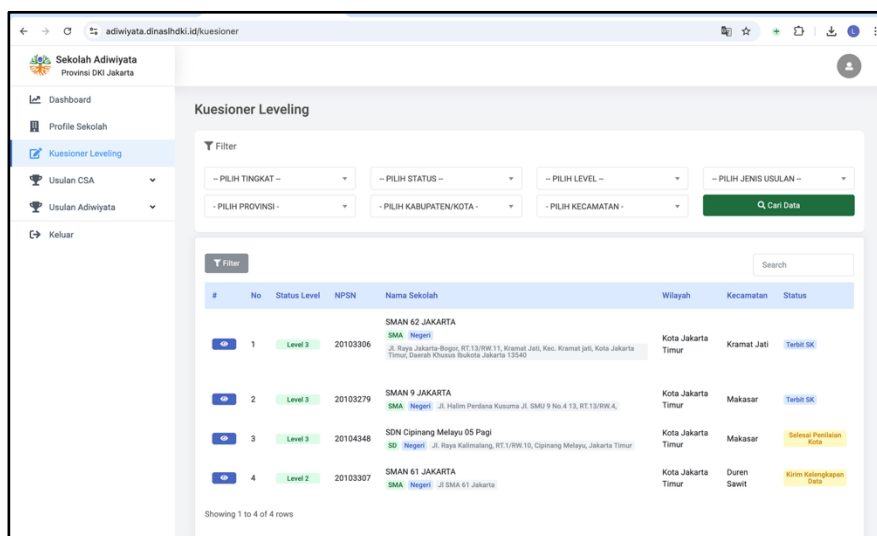 adiwiyata.dinaslhdki.id/kuesioner
L
Sekolah Adiwiyata
Provinsi DKI Jakarta
Dashboard
Profile Sekolah
Kuesioner Leveling
Usulan CSA
Usulan Adiwiyata
Keluar
Kuesioner Leveling
Filter
-- PILIH TINGKAT --
-- PILIH STATUS --
-- PILIH LEVEL --
-- PILIH JENIS USULAN --
- PILIH PROVINSI -
- PILIH KABUPATEN/KOTA -
- PILIH KECAMATAN -
Cari Data
Filter
Search
# No Status Level NPSN Nama Sekolah Wilayah Kecamatan Status
1 Level 3 20103306
SMAN 62 JAKARTA
SMA Negeri
Jl. Raya Jakarta-Bogor, RT.13/RW.11, Kramat Jati, Kec. Kramat jati, Kota Jakarta
Timur, Daerah Khusus Ibukota Jakarta 13540
Kota Jakarta
Timur
Kramat Jati
Terbit SK
2 Level 3 20103279
SMAN 9 JAKARTA
SMA Negeri Jl. Halim Perdana Kusuma Jl. SMU 9 No.4 13, RT.13/RW.4,
Kota Jakarta
Timur
Makasar
Terbit SK
3 Level 3 20104348
SDN Cipinang Melayu 05 Pagi
SD Negeri Jl. Raya Kalimalang, RT.1/RW.10, Cipinang Melayu, Jakarta Timur
Kota Jakarta
Timur
Makasar
Selesai Penilaian
Kota
4 Level 2 20103307
SMAN 61 JAKARTA
SMA Negeri Jl SMA 61 Jakarta
Kota Jakarta
Timur
Duren
Sawit
Kirim Kelengkapan
Data
Showing 1 to 4 of 4 rows